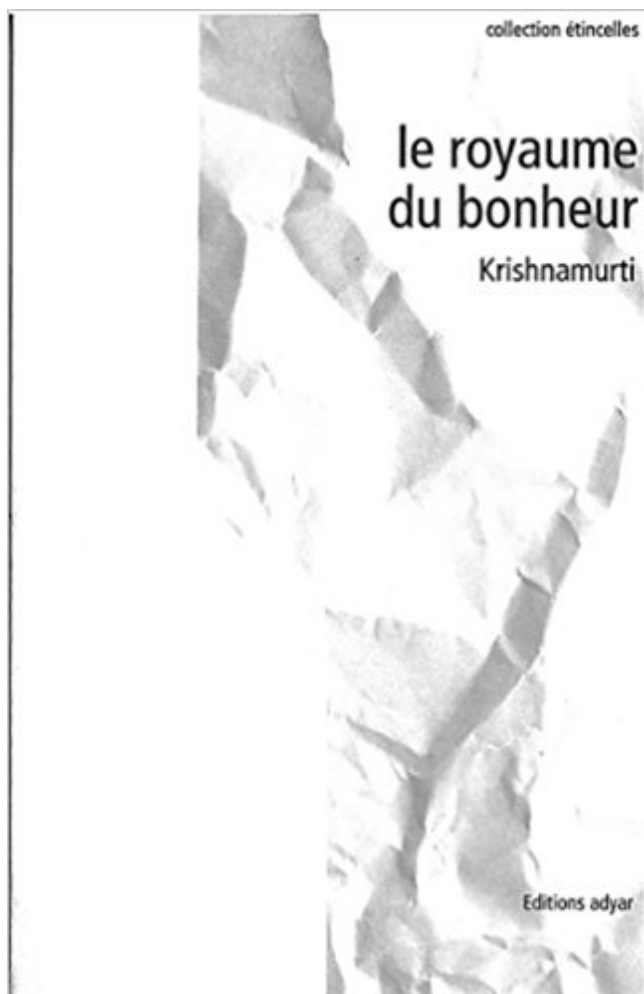 collection étincelles
le royaume
du bonheur
Krishnamurti
Editions adyar